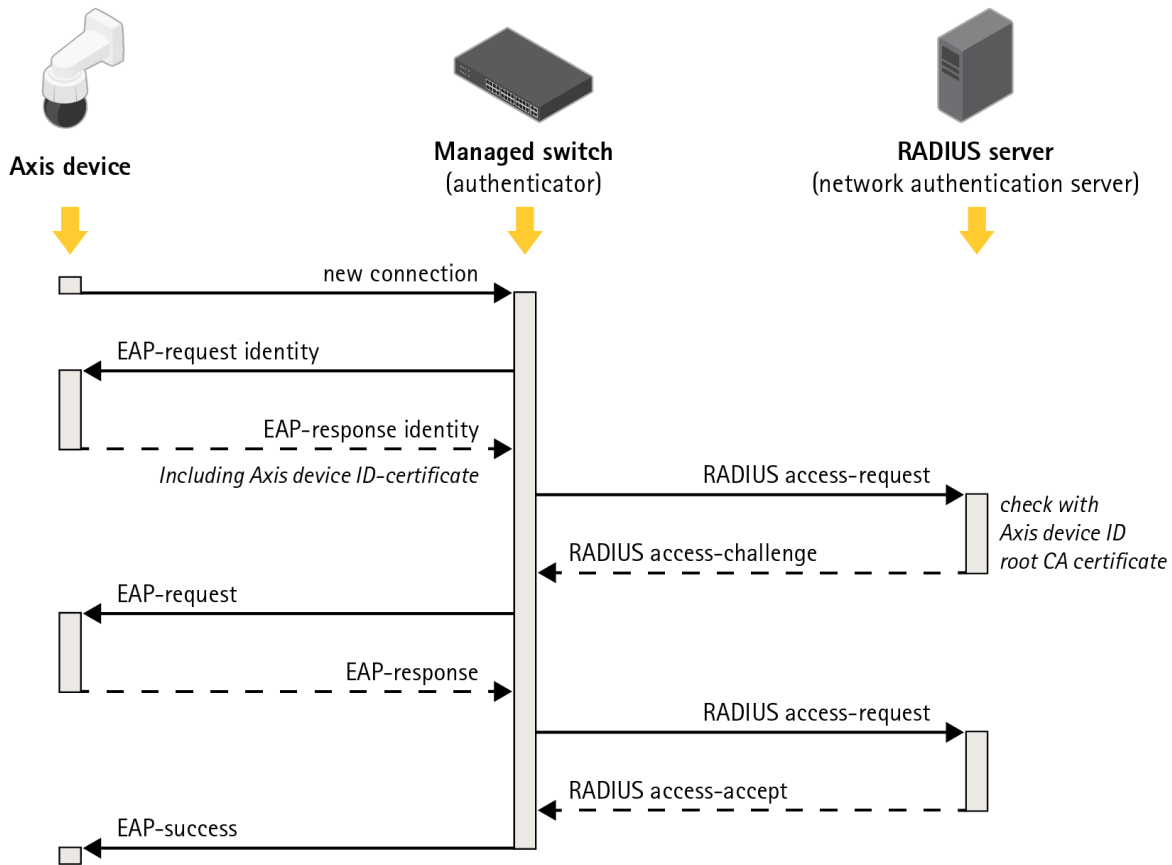 Axis device
Managed switch
(authenticator)
RADIUS server
(network authentication server)
new connection
EAP-request identity
EAP-response identity
Including Axis device ID-certificate
RADIUS access-request
check with
Axis device ID
root CA certificate
RADIUS access-challenge
EAP-request
EAP-response
RADIUS access-request
RADIUS access-accept
EAP-success